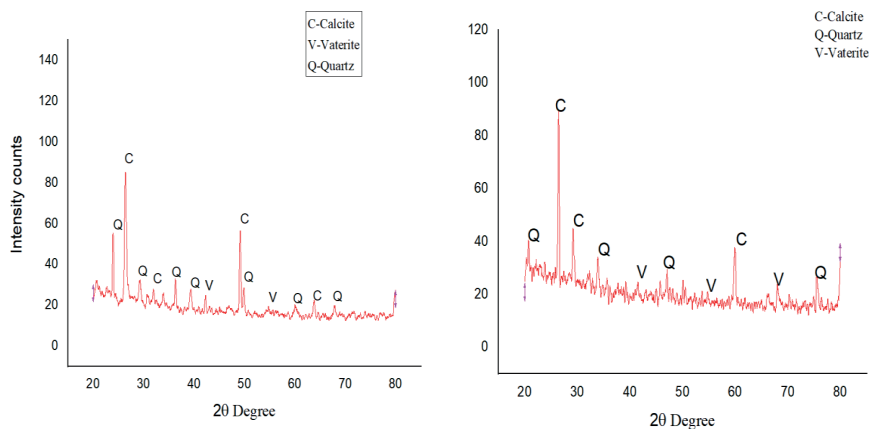 C-Calcite
V-Vaterite
Q-Quartz
Intensity counts
140
120
100
80
60
40
20
0
C
Q
Q
C
Q
Q
V
C
Q
V
Q
C
Q
20 30 40 50 60 70 80
2θ Degree
C-Calcite
Q-Quartz
V-Vaterite
120
100
80
60
40
20
0
Q
C
C
Q
V
Q
V
C
V
Q
20 30 40 50 60 70 80
2θ Degree